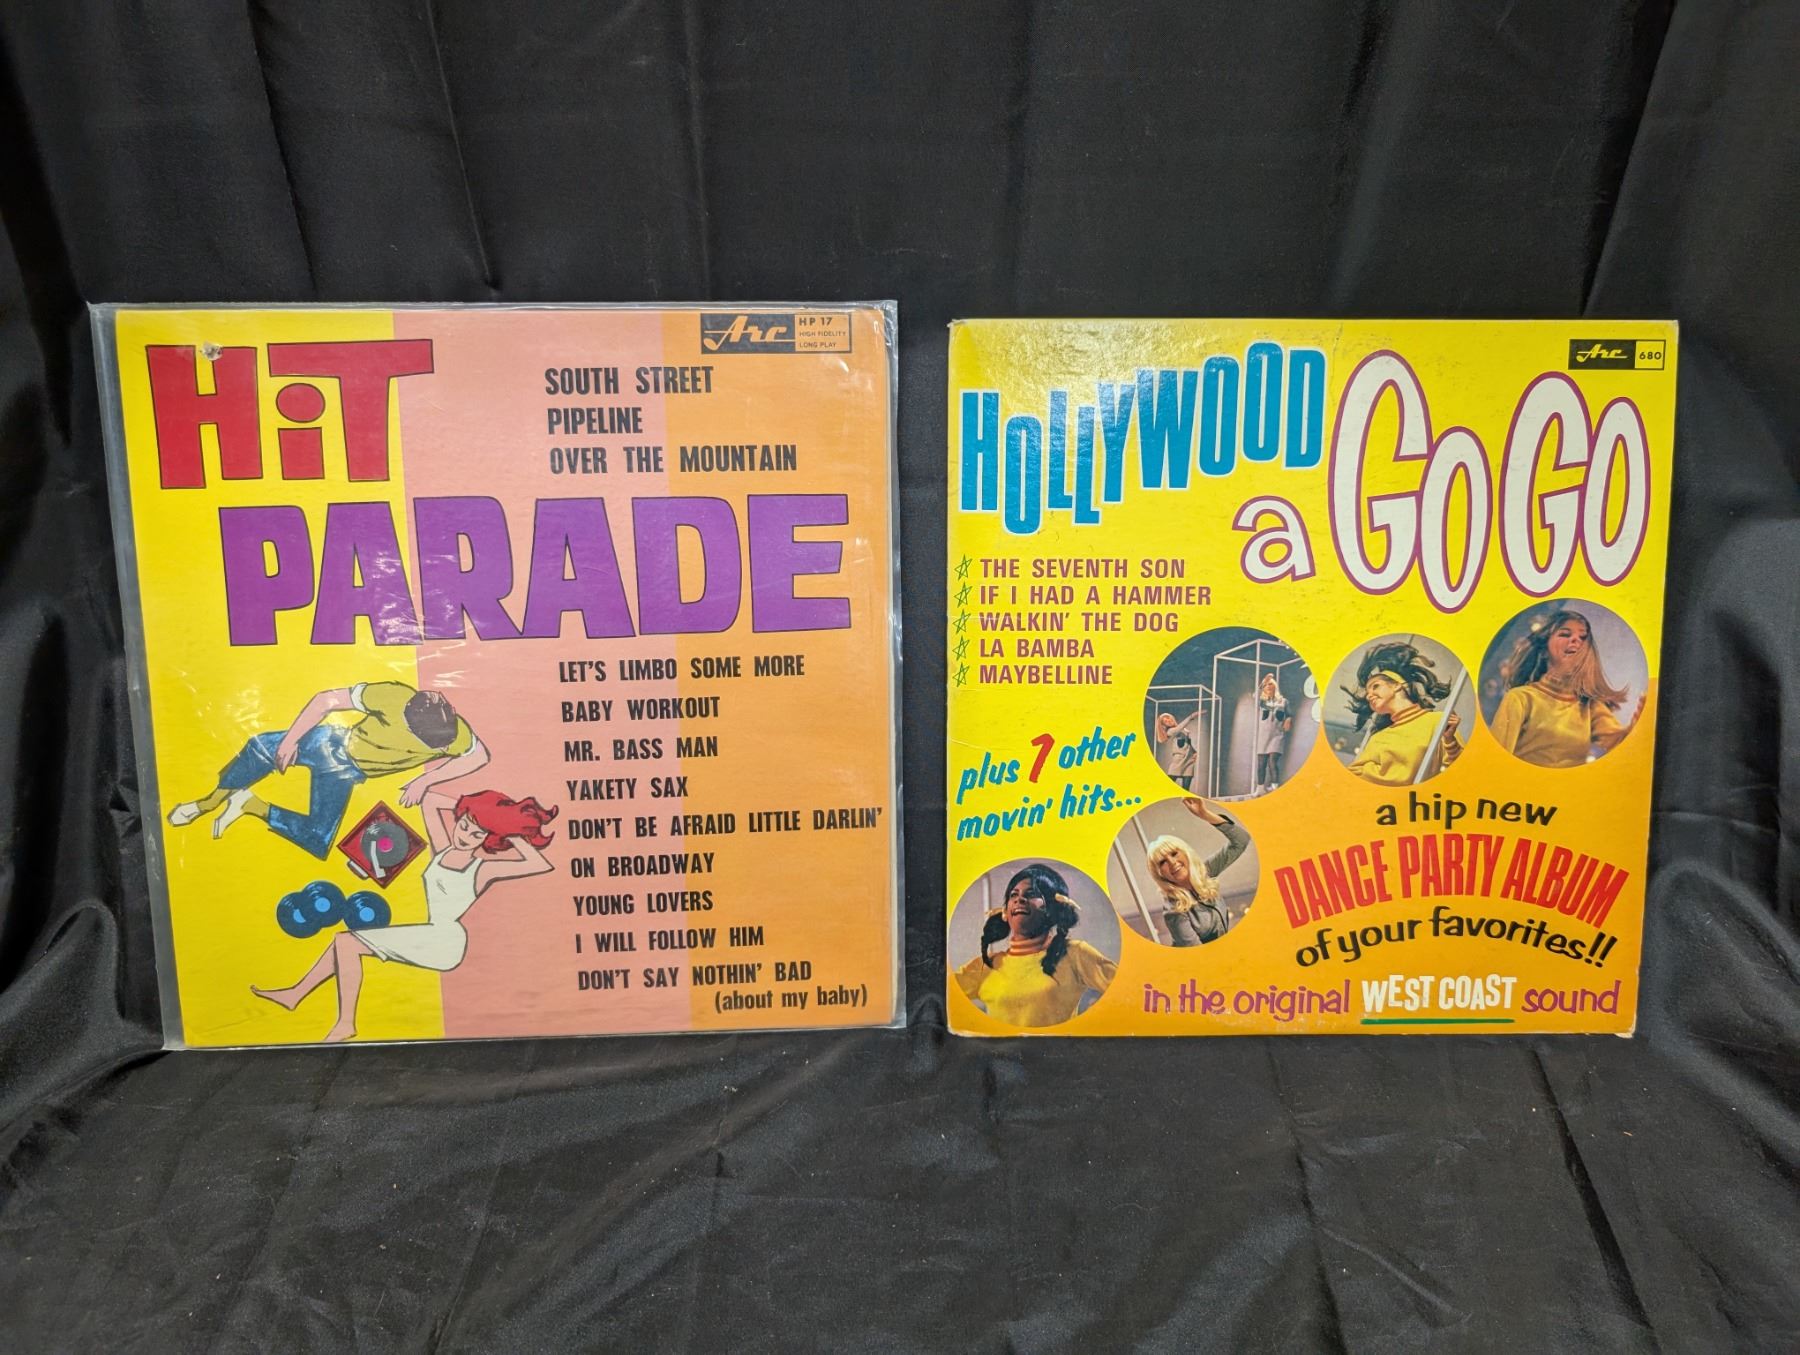 HiT
PARADE
Arc
HP 17
HIGH FIDELITY
LONG PLAY
SOUTH STREET
PIPELINE
OVER THE MOUNTAIN
LET'S LIMBO SOME MORE
BABY WORKOUT
MR. BASS MAN
YAKETY SAX
DON'T BE AFRAID LITTLE DARLIN'
ON BROADWAY
YOUNG LOVERS
I WILL FOLLOW HIM
DON'T SAY NOTHIN' BAD
(about my baby)
Arc 680
HOLLYWOOD
a GOGO
THE SEVENTH SON
IF I HAD A HAMMER
WALKIN' THE DOG
LA BAMBA
MAYBELLINE
plus 7 other
movin' hits...
a hip new
DANCE PARTY ALBUM
of your favorites!!
in the original WEST COAST sound